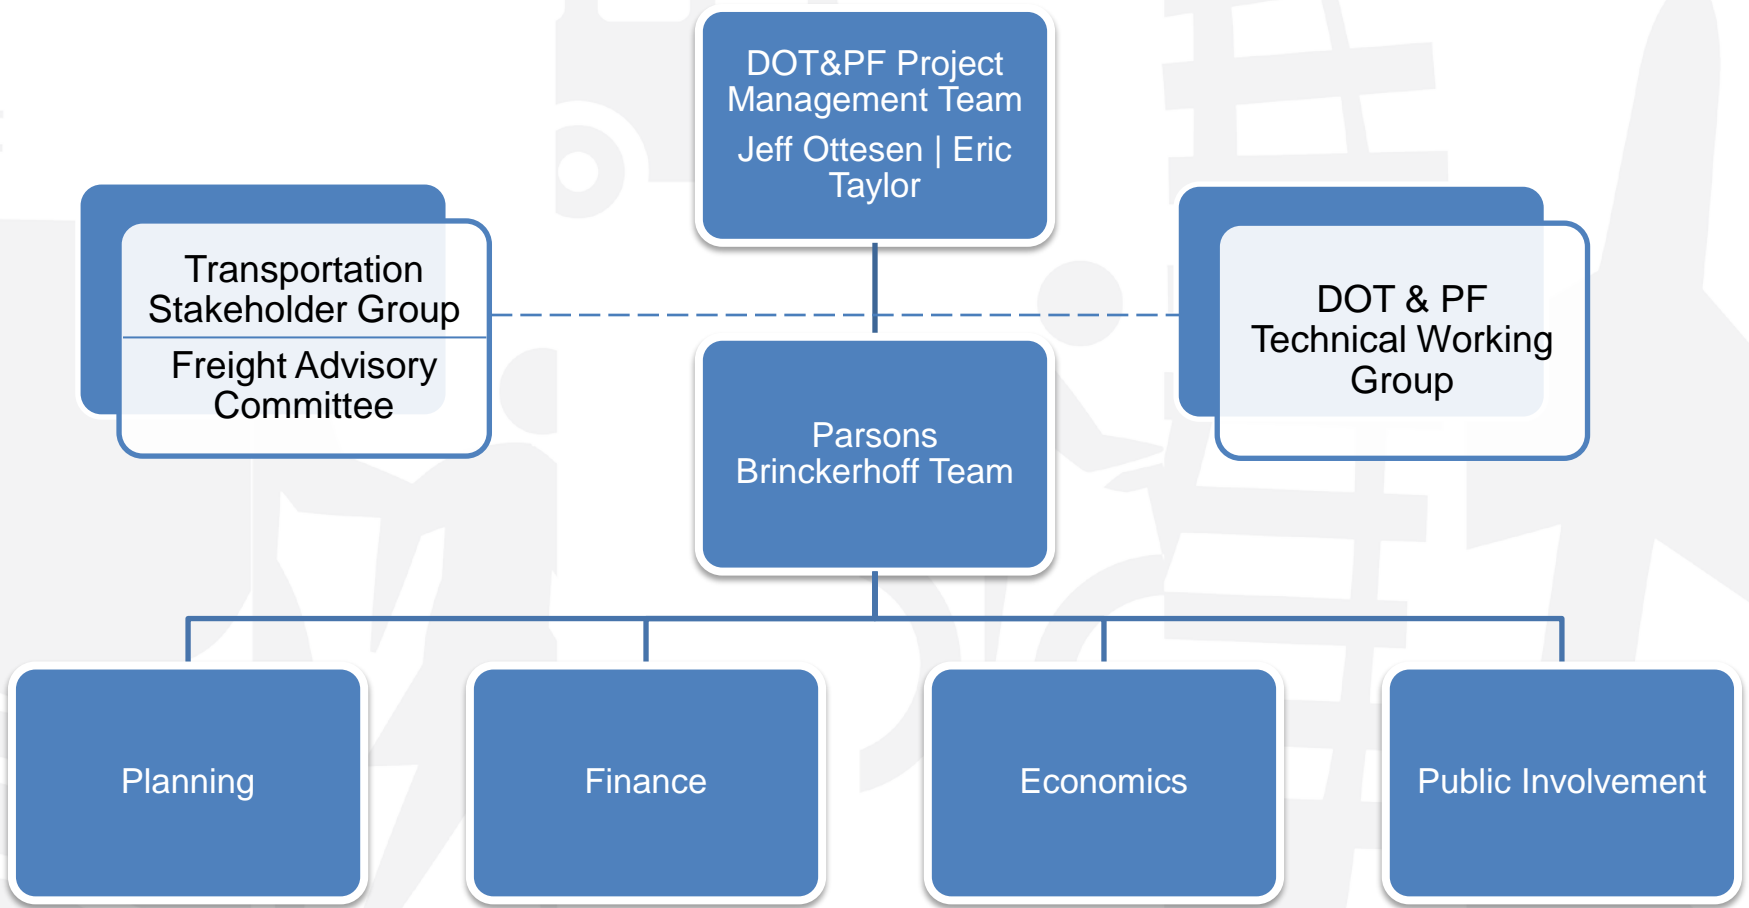 DOT&PF Project
Management Team
Jeff Ottesen | Eric
Taylor
Transportation
Stakeholder Group
Freight Advisory
Committee
DOT & PF
Technical Working
Group
Parsons
Brinckerhoff Team
Planning
Finance
Economics
Public Involvement